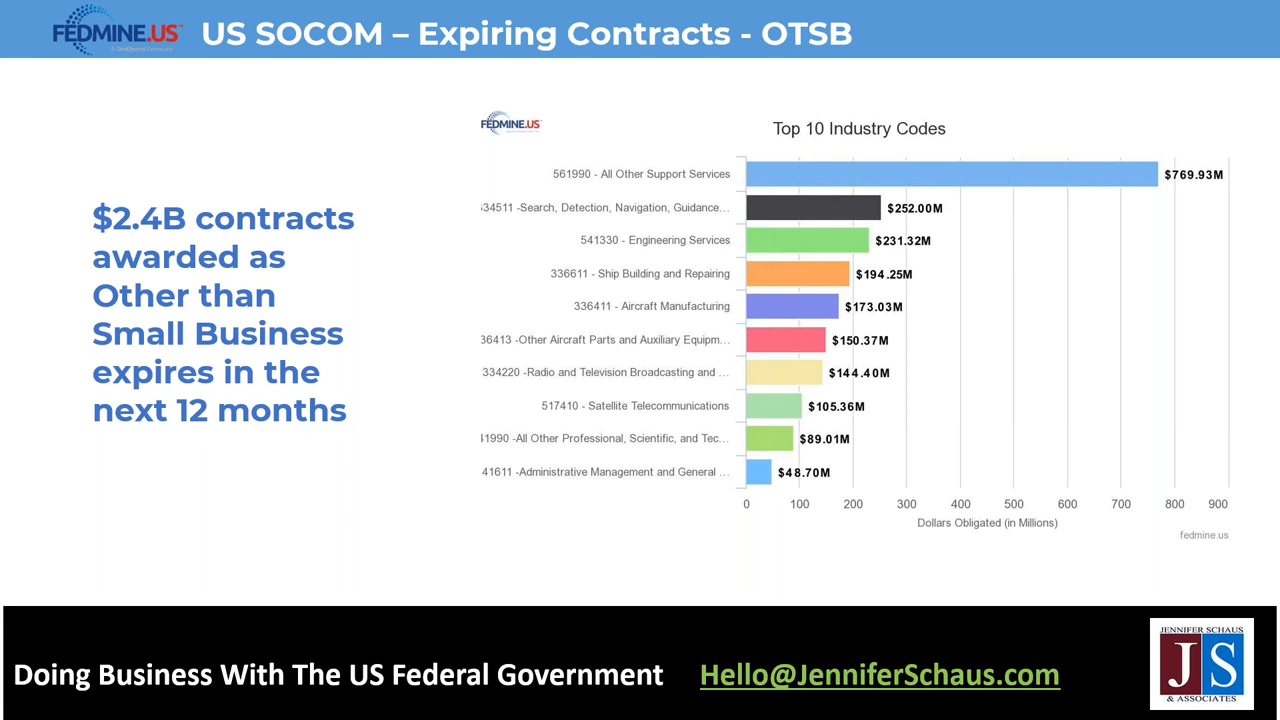 FEDMINE.US
US SOCOM – Expiring Contracts - OTSB
$2.4B contracts
awarded as
Other than
Small Business
expires in the
next 12 months
FEDMINE.US
Top 10 Industry Codes
561990 - All Other Support Services
$769.93M
34511 -Search, Detection, Navigation, Guidance…
$252.00M
541330 - Engineering Services
$231.32M
336611 - Ship Building and Repairing
$194.25M
336411 - Aircraft Manufacturing
$173.03M
36413 -Other Aircraft Parts and Auxiliary Equipm…
$150.37M
334220 -Radio and Television Broadcasting and …
$144.40M
517410 - Satellite Telecommunications
$105.36M
1990 -All Other Professional, Scientific, and Tec…
$89.01M
41611 -Administrative Management and General …
$48.70M
0 100 200 300 400 500 600 700 800 900
Dollars Obligated (in Millions)
fedmine.us
Doing Business With The US Federal Government
Hello@JenniferSchaus.com
JENNIFER SCHAUS
JS
& ASSOCIATES